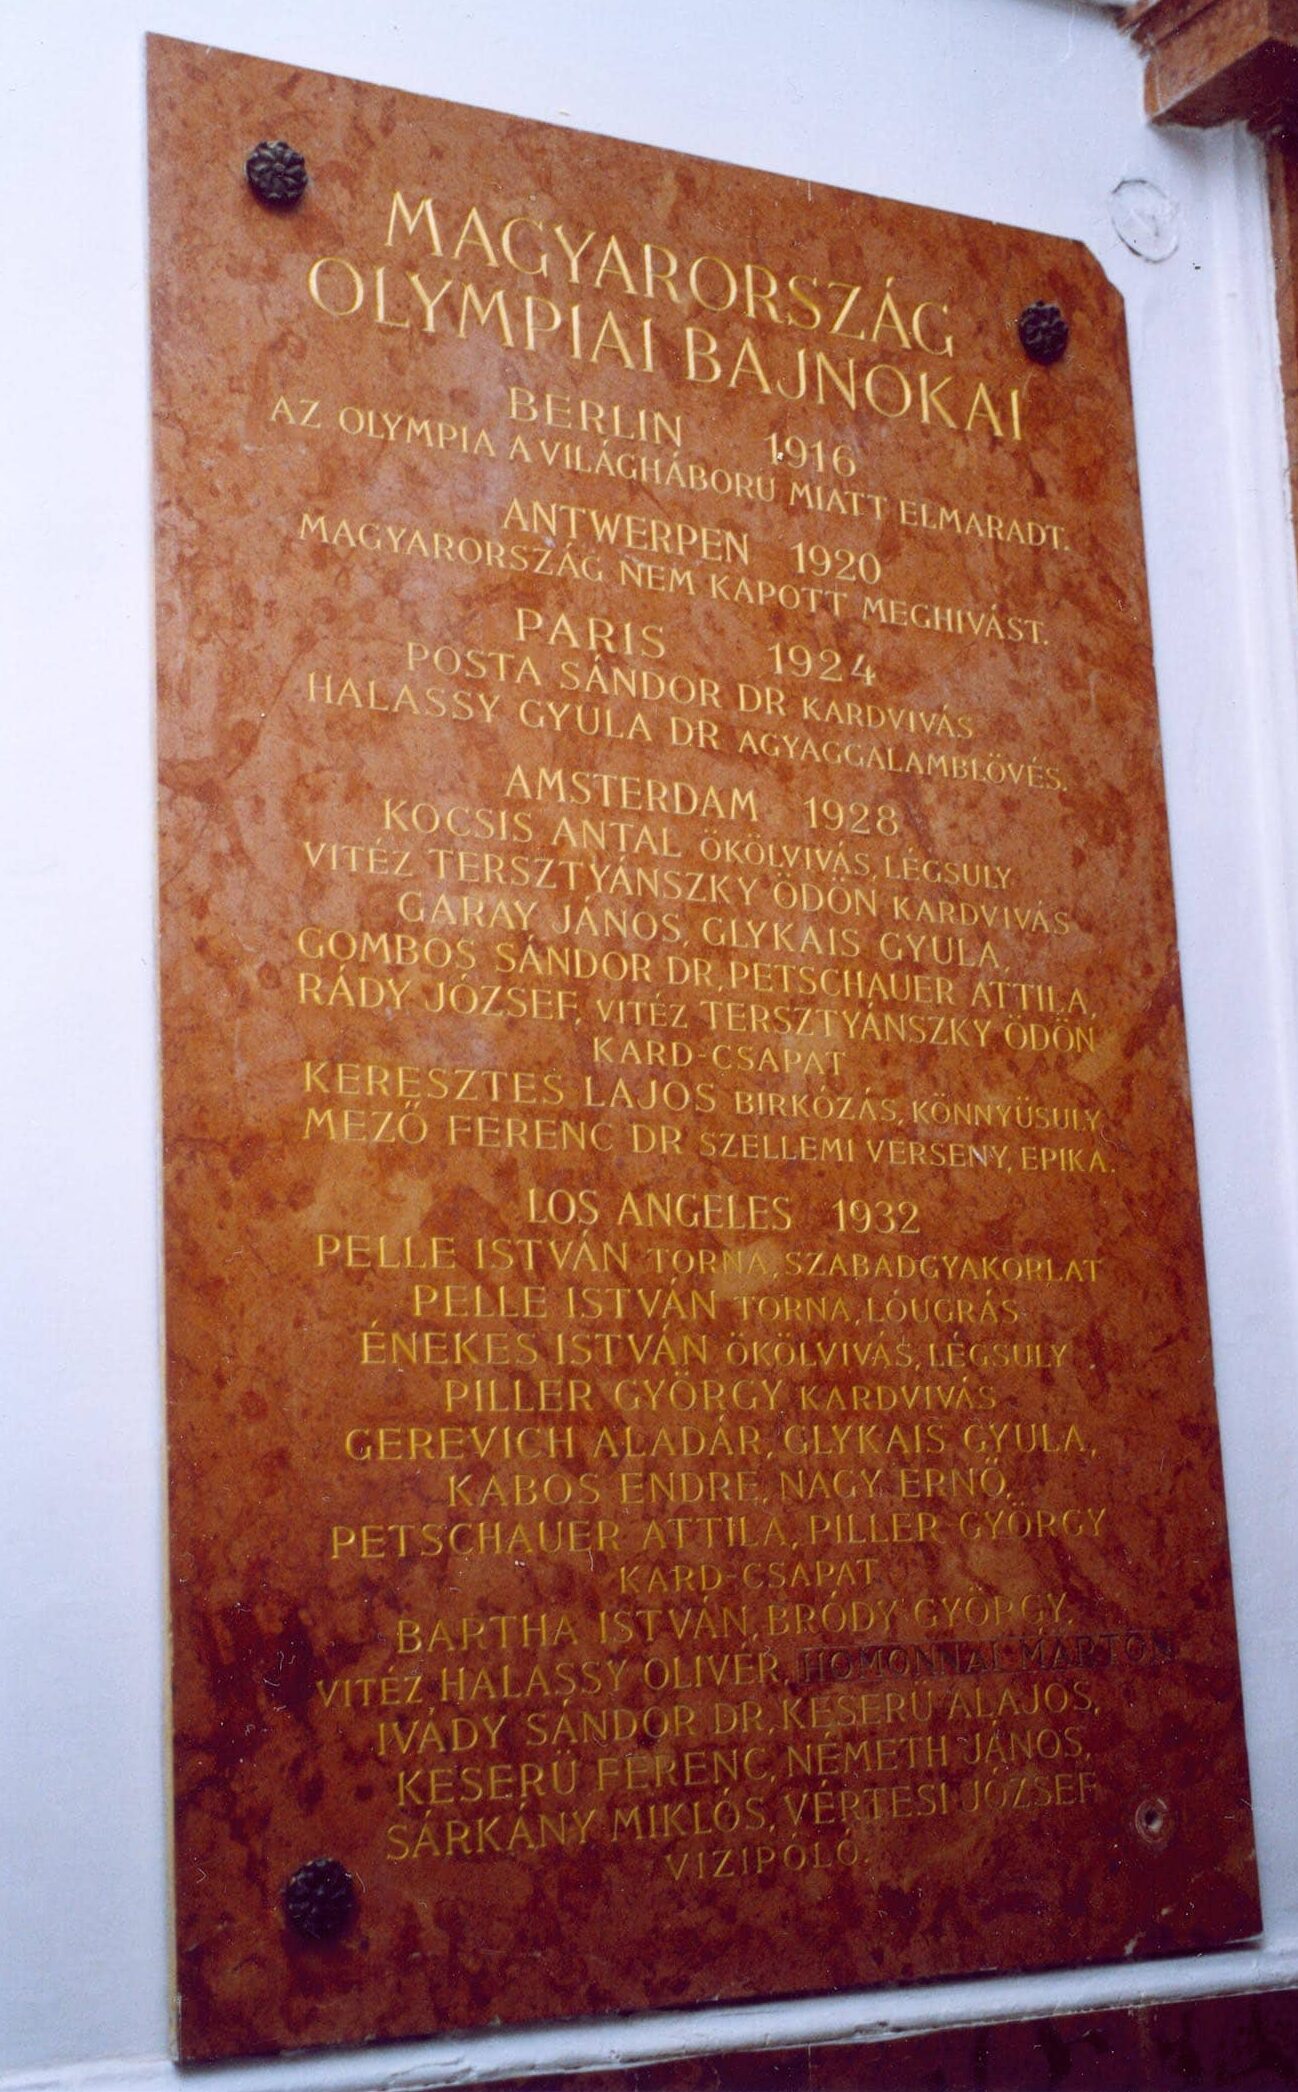 MAGYARORSZÁG
OLYMPIAI BAJNOKAI
BERLIN 1916
AZ OLYMPIA A VILÁGHÁBORÚ MIATT ELMARADT.
ANTWERPEN 1920
MAGYARORSZÁG NEM KAPOTT MEGHIVÁST.
PARIS 1924
POSTA SÁNDOR DR KARDVIVÁS
HALASSY GYULA DR AGYAGGALAMBLÖVÉS.
AMSTERDAM 1928
KOCSIS ANTAL ÖKÖLVIVÁS, LÉGSULY
VITÉZ TERSZTYÁNSZKY ÖDÖN KARDVIVÁS
GARAY JÁNOS, GLYKAIS GYULA,
GOMBOS SÁNDOR DR, PETSCHAUER ATTILA,
RÁDY JÓZSEF, VITÉZ TERSZTYÁNSZKY ÖDÖN
KARD-CSAPAT
KERESZTES LAJOS BIRKÓZÁS, KÖNNYÜSULY
MEZŐ FERENC DR SZELLEMI VERSENY, EPIKA.
LOS ANGELES 1932
PELLE ISTVÁN TORNA, SZABADGYAKORLAT
PELLE ISTVÁN TORNA, LÓUGRÁS
ÉNEKES ISTVÁN ÖKÖLVIVÁS, LÉGSULY
PILLER GYÖRGY KARDVIVÁS
GEREVICH ALADÁR, GLYKAIS GYULA,
KABOS ENDRE, NAGY ERNŐ,
PETSCHAUER ATTILA, PILLER GYÖRGY
KARD-CSAPAT
BARTHA ISTVÁN, BRÓDY GYÖRGY,
VITÉZ HALASSY OLIVÉR, HOMONNAI MÁRTON
IVÁDY SÁNDOR DR, KESERÜ ALAJOS,
KESERÜ FERENC, NÉMETH JÁNOS,
SÁRKÁNY MIKLÓS, VÉRTESI JÓZSEF
VIZIPÓLÓ.